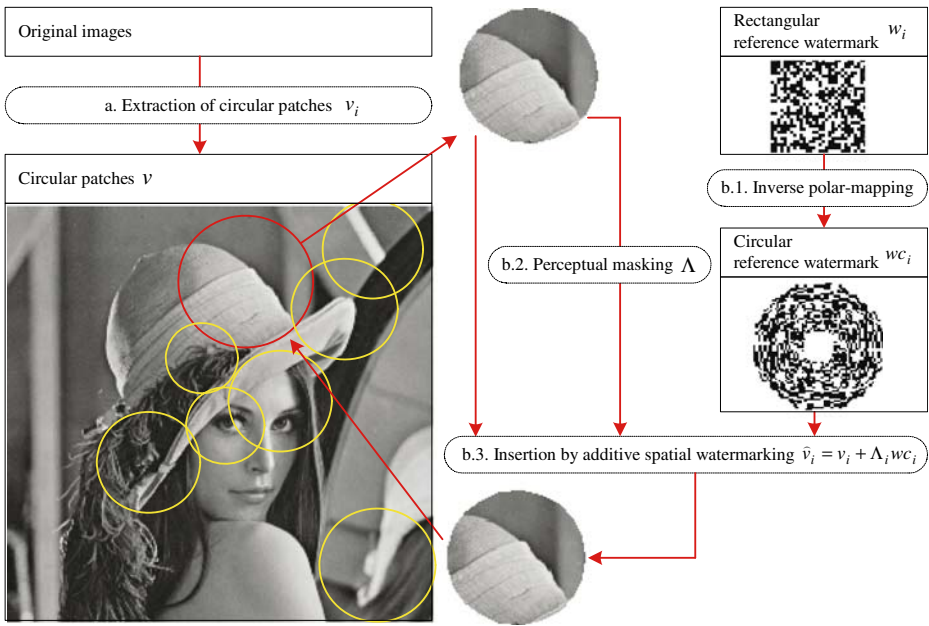 Original images
a. Extraction of circular patches v_i
Circular patches v
b.2. Perceptual masking Λ
Rectangular
reference watermark w_i
b.1. Inverse polar-mapping
Circular
reference watermark wc_i
b.3. Insertion by additive spatial watermarking v̂_i = v_i + Λ_i wc_i